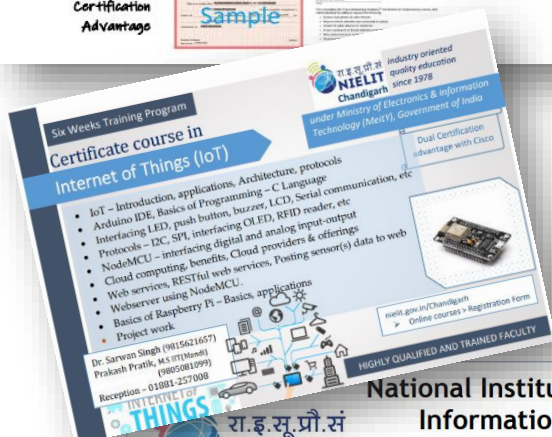 Certification
Advantage
Sample
रा.इ.सू.प्रौ.सं
NIELIT
Chandigarh
industry oriented
quality education
since 1978
under Ministry of Electronics & Information
Technology (MeitY), Government of India
Six Weeks Training Program
Certificate course in
Internet of Things (IoT)
Dual Certification
advantage with Cisco
• IoT – Introduction, applications, Architecture, protocols
• Arduino IDE, Basics of Programming – C Language
• Interfacing LED, push button, buzzer, LCD, Serial communication, etc
• Protocols – I2C, SPI, interfacing OLED, RFID reader, etc
• NodeMCU – interfacing digital and analog input-output
• Cloud computing, benefits, Cloud providers & offerings
• Web services, RESTful web services, Posting sensor(s) data to web
• Webserver using NodeMCU.
• Basics of Raspberry Pi – Basics, applications
• Project work
nielit.gov.in/Chandigarh
➢ Online courses > Registration Form
Dr. Sarwan Singh (9815621657)
Prakash Pratik, M.S IIT(Mandi)
(9805081099)
Reception – 01881-257008
HIGHLY QUALIFIED AND TRAINED FACULTY
INTERNET OF
THINGS
रा.इ.सू.प्रौ.सं
National Institu
Informatio